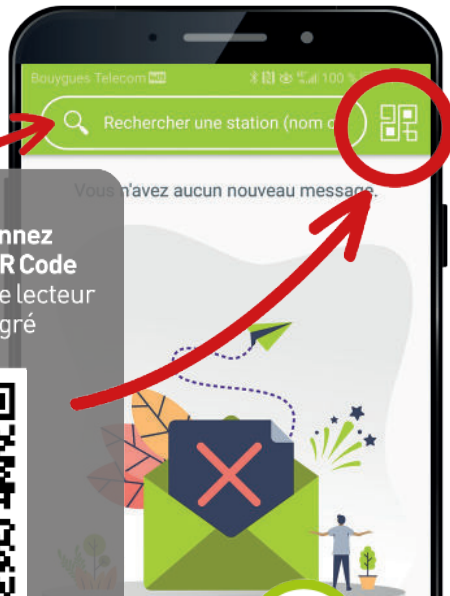 Bouygues Telecom
100 %
Rechercher une station (nom
Vous n'avez aucun nouveau message.
nnez
R Code
e lecteur
gré